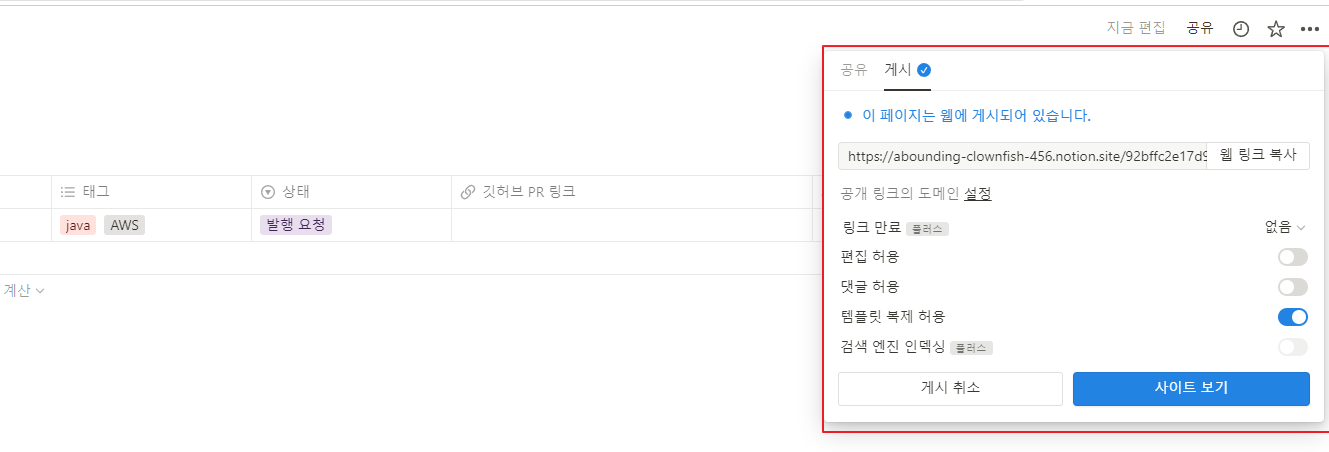 지금 편집 공유
공유 게시
이 페이지는 웹에 게시되어 있습니다.
https://abounding-clownfish-456.notion.site/92bffc2e17d9 웹 링크 복사
공개 링크의 도메인 설정
링크 만료 플러스 없음
편집 허용
댓글 허용
템플릿 복제 허용
검색 엔진 인덱싱 플러스
게시 취소 사이트 보기
태그 상태 깃허브 PR 링크
java AWS 발행 요청
계산